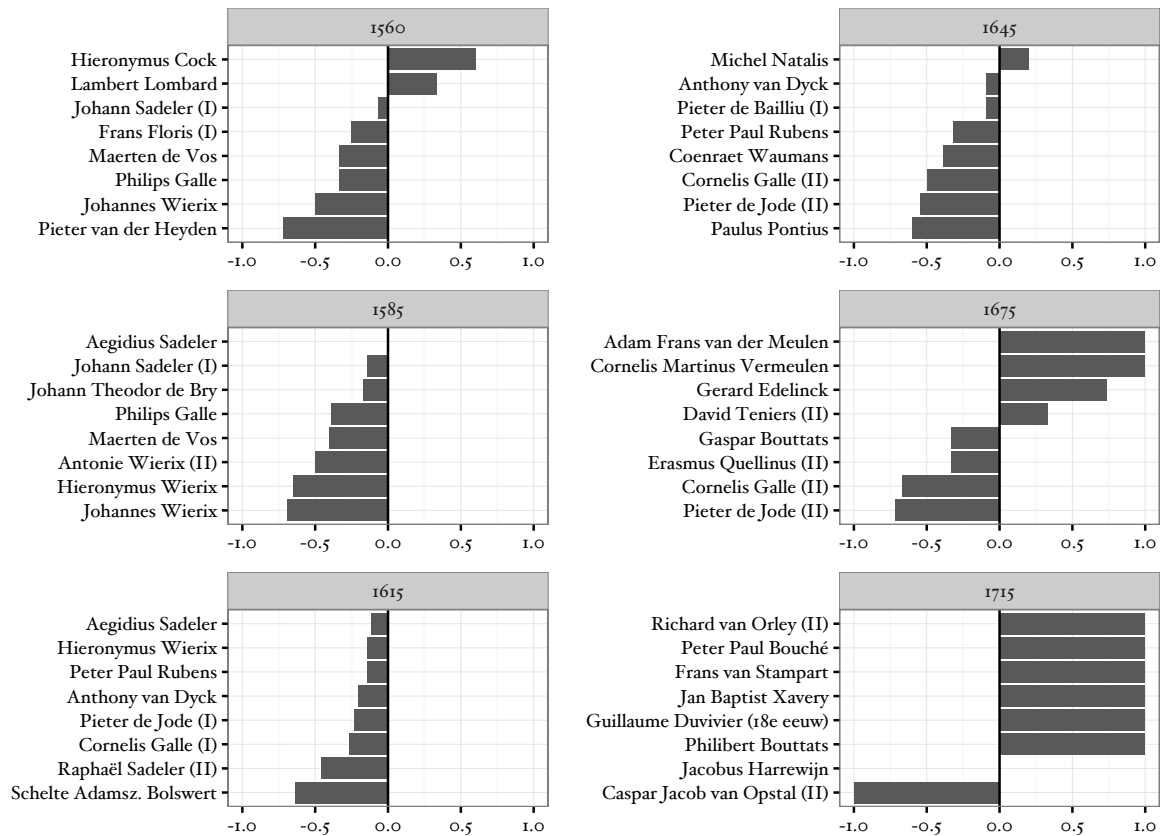 1560
Hieronymus Cock
Lambert Lombard
Johann Sadeler (I)
Frans Floris (I)
Maerten de Vos
Philips Galle
Johannes Wierix
Pieter van der Heyden
-1.0 -0.5 0.0 0.5 1.0
1645
Michel Natalis
Anthony van Dyck
Pieter de Bailliu (I)
Peter Paul Rubens
Coenraet Waumans
Cornelis Galle (II)
Pieter de Jode (II)
Paulus Pontius
-1.0 -0.5 0.0 0.5 1.0
1585
Aegidius Sadeler
Johann Sadeler (I)
Johann Theodor de Bry
Philips Galle
Maerten de Vos
Antonie Wierix (II)
Hieronymus Wierix
Johannes Wierix
-1.0 -0.5 0.0 0.5 1.0
1675
Adam Frans van der Meulen
Cornelis Martinus Vermeulen
Gerard Edelinck
David Teniers (II)
Gaspar Bouttats
Erasmus Quellinus (II)
Cornelis Galle (II)
Pieter de Jode (II)
-1.0 -0.5 0.0 0.5 1.0
1615
Aegidius Sadeler
Hieronymus Wierix
Peter Paul Rubens
Anthony van Dyck
Pieter de Jode (I)
Cornelis Galle (I)
Raphaël Sadeler (II)
Schelte Adamsz. Bolswert
-1.0 -0.5 0.0 0.5 1.0
1715
Richard van Orley (II)
Peter Paul Bouché
Frans van Stampart
Jan Baptist Xavery
Guillaume Duvivier (18e eeuw)
Philibert Bouttats
Jacobus Harrewijn
Caspar Jacob van Opstal (II)
-1.0 -0.5 0.0 0.5 1.0